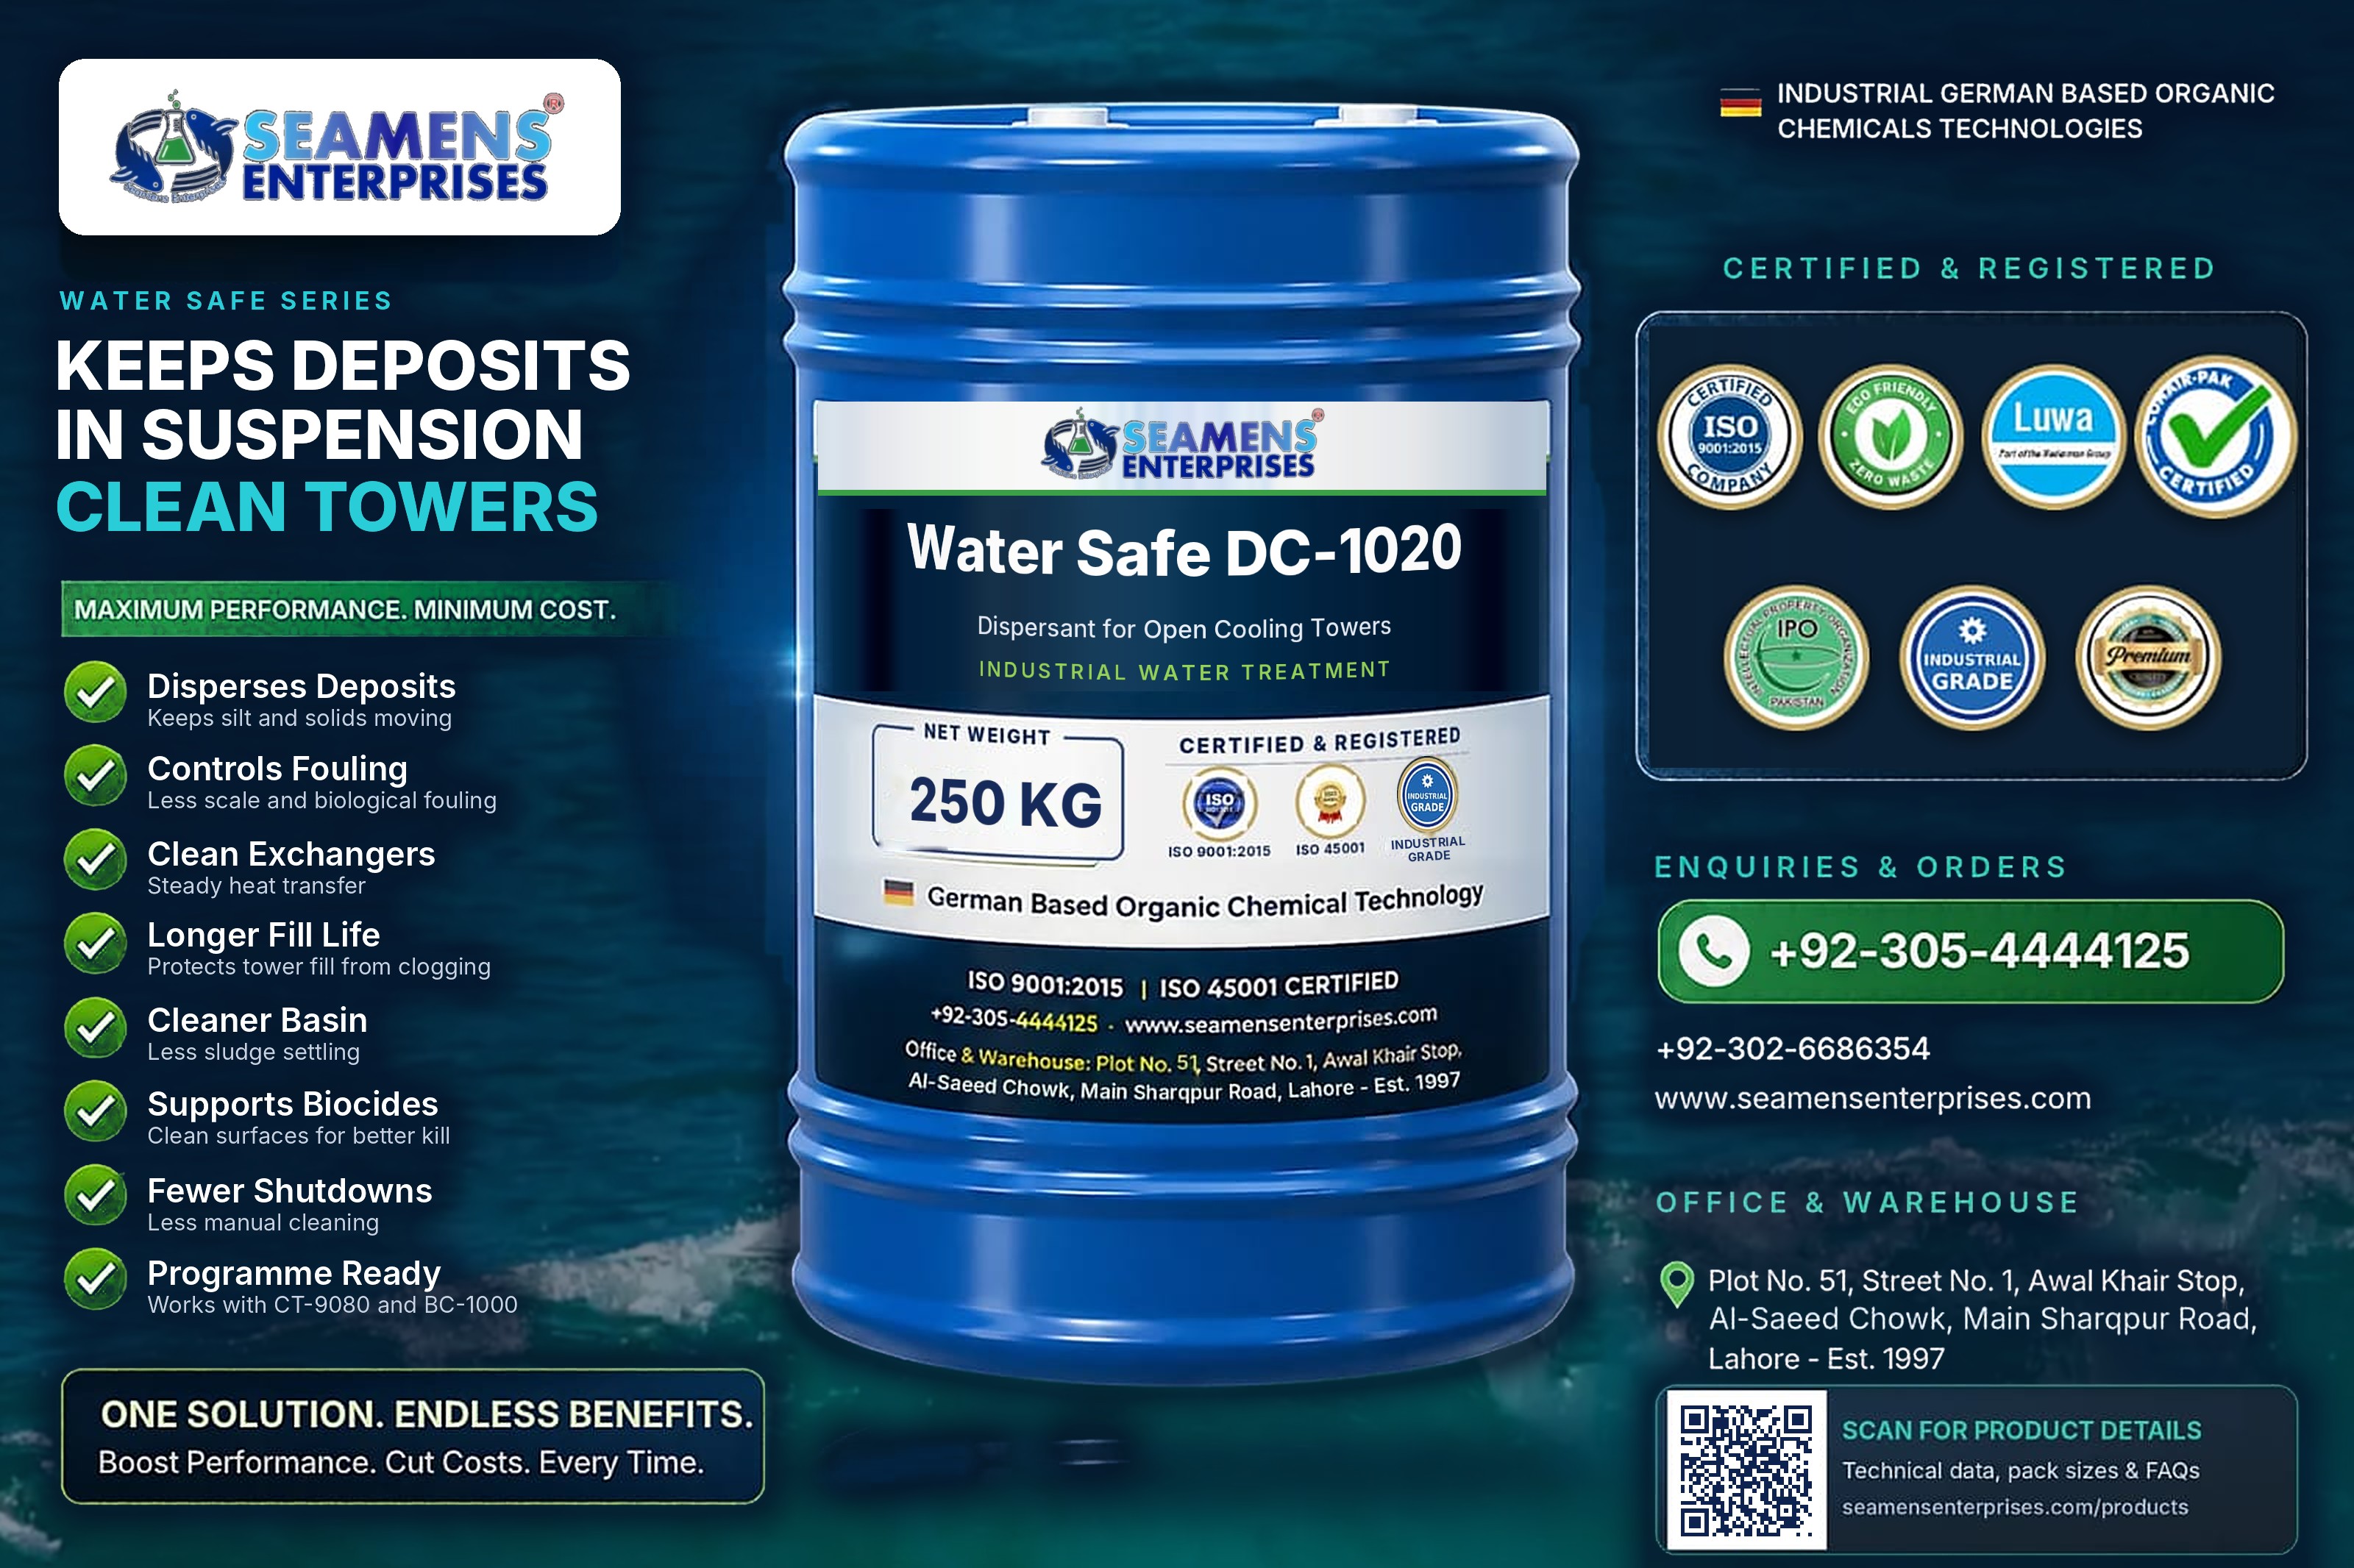 SEAMENS
ENTERPRISES
WATER SAFE SERIES
KEEPS DEPOSITS
IN SUSPENSION
CLEAN TOWERS
MAXIMUM PERFORMANCE. MINIMUM COST.
Disperses Deposits
Keeps silt and solids moving
Controls Fouling
Less scale and biological fouling
Clean Exchangers
Steady heat transfer
Longer Fill Life
Protects tower fill from clogging
Cleaner Basin
Less sludge settling
Supports Biocides
Clean surfaces for better kill
Fewer Shutdowns
Less manual cleaning
Programme Ready
Works with CT-9080 and BC-1000
ONE SOLUTION. ENDLESS BENEFITS.
Boost Performance. Cut Costs. Every Time.
SEAMENS
ENTERPRISES
Water Safe DC-1020
Dispersant for Open Cooling Towers
INDUSTRIAL WATER TREATMENT
NET WEIGHT
250 KG
CERTIFIED & REGISTERED
ISO
INDUSTRIAL
GRADE
ISO 9001:2015
ISO 45001
INDUSTRIAL
GRADE
German Based Organic Chemical Technology
ISO 9001:2015 | ISO 45001 CERTIFIED
+92-305-4444125 · www.seamensenterprises.com
Office & Warehouse: Plot No. 51, Street No. 1, Awal Khair Stop,
Al-Saeed Chowk, Main Sharqpur Road, Lahore - Est. 1997
INDUSTRIAL GERMAN BASED ORGANIC
CHEMICALS TECHNOLOGIES
CERTIFIED & REGISTERED
CERTIFIED
ISO
9001:2015
COMPANY
ECO FRIENDLY
ZERO WASTE
Luwa
Part of the
Group
CERTIFIED
INTELLECTUAL PROPERTY ORGANIZATION
IPO
PAKISTAN
INDUSTRIAL
GRADE
Premium
ENQUIRIES & ORDERS
+92-305-4444125
+92-302-6686354
www.seamensenterprises.com
OFFICE & WAREHOUSE
Plot No. 51, Street No. 1, Awal Khair Stop,
Al-Saeed Chowk, Main Sharqpur Road,
Lahore - Est. 1997
SCAN FOR PRODUCT DETAILS
Technical data, pack sizes & FAQs
seamensenterprises.com/products